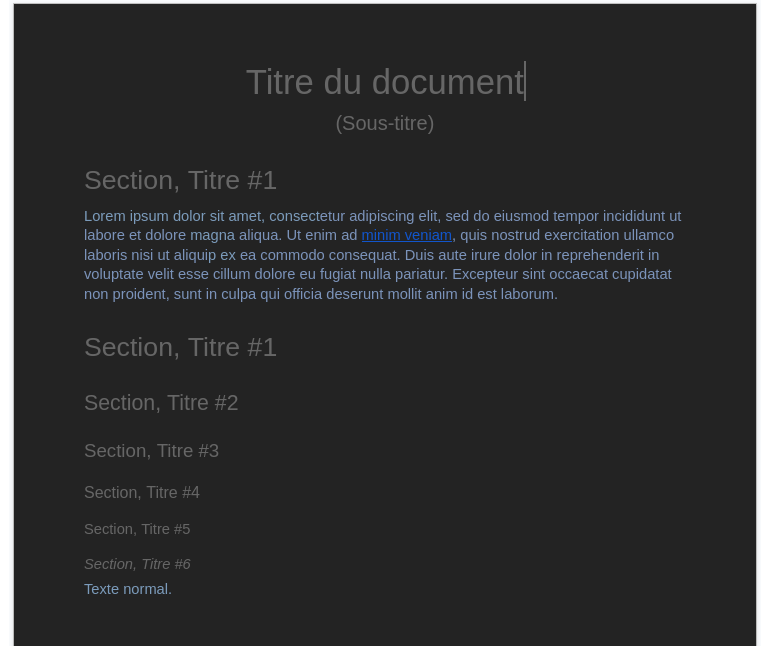 Titre du document
(Sous-titre)
Section, Titre #1
Lorem ipsum dolor sit amet, consectetur adipiscing elit, sed do eiusmod tempor incididunt ut
labore et dolore magna aliqua. Ut enim ad minim veniam, quis nostrud exercitation ullamco
laboris nisi ut aliquip ex ea commodo consequat. Duis aute irure dolor in reprehenderit in
voluptate velit esse cillum dolore eu fugiat nulla pariatur. Excepteur sint occaecat cupidatat
non proident, sunt in culpa qui officia deserunt mollit anim id est laborum.
Section, Titre #1
Section, Titre #2
Section, Titre #3
Section, Titre #4
Section, Titre #5
Section, Titre #6
Texte normal.